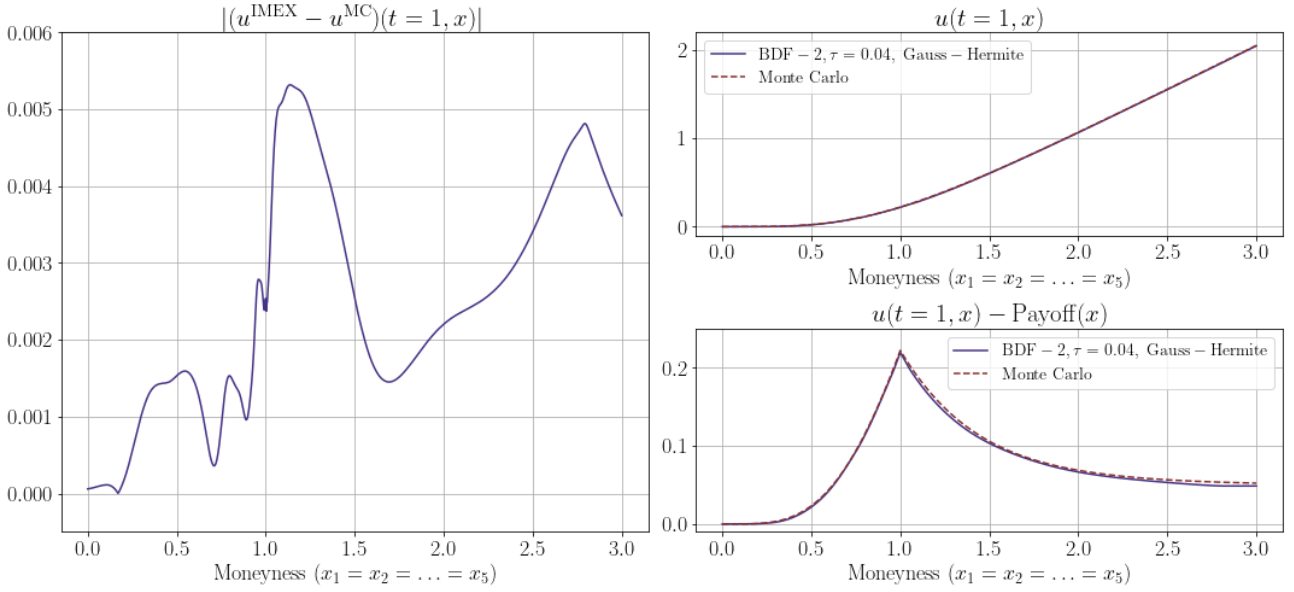 |(u^IMEX − u^MC)(t = 1, x)|
0.006
0.005
0.004
0.003
0.002
0.001
0.000
0.0 0.5 1.0 1.5 2.0 2.5 3.0
Moneyness (x₁ = x₂ = … = x₅)
u(t = 1, x)
BDF − 2, τ = 0.04, Gauss − Hermite
Monte Carlo
2
1
0
0.0 0.5 1.0 1.5 2.0 2.5 3.0
Moneyness (x₁ = x₂ = … = x₅)
u(t = 1, x) − Payoff(x)
BDF − 2, τ = 0.04, Gauss − Hermite
Monte Carlo
0.2
0.1
0.0
0.0 0.5 1.0 1.5 2.0 2.5 3.0
Moneyness (x₁ = x₂ = … = x₅)